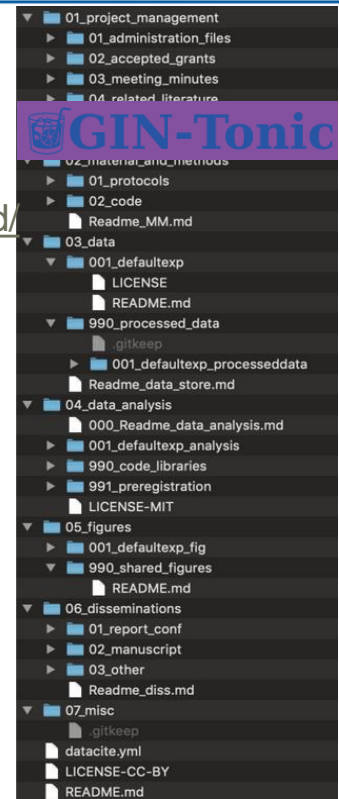 01_project_management
01_administration_files
02_accepted_grants
03_meeting_minutes
04_related_literature
GIN-Tonic
02_material_and_methods
01_protocols
02_code
Readme_MM.md
d/
03_data
001_defaultexp
LICENSE
README.md
990_processed_data
.gitkeep
001_defaultexp_processeddata
Readme_data_store.md
04_data_analysis
000_Readme_data_analysis.md
001_defaultexp_analysis
990_code_libraries
991_preregistration
LICENSE-MIT
05_figures
001_defaultexp_fig
990_shared_figures
README.md
06_disseminations
01_report_conf
02_manuscript
03_other
Readme_diss.md
07_misc
.gitkeep
datacite.yml
LICENSE-CC-BY
README.md